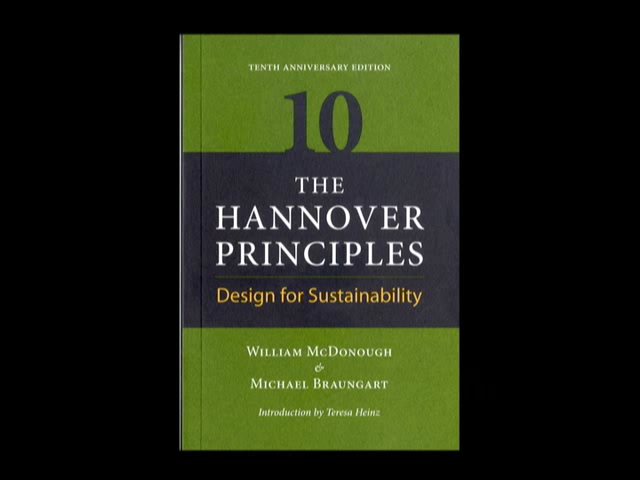 TENTH ANNIVERSARY EDITION
10
THE
HANNOVER
PRINCIPLES
Design for Sustainability
WILLIAM MCDONOUGH
&
MICHAEL BRAUNGART
Introduction by Teresa Heinz